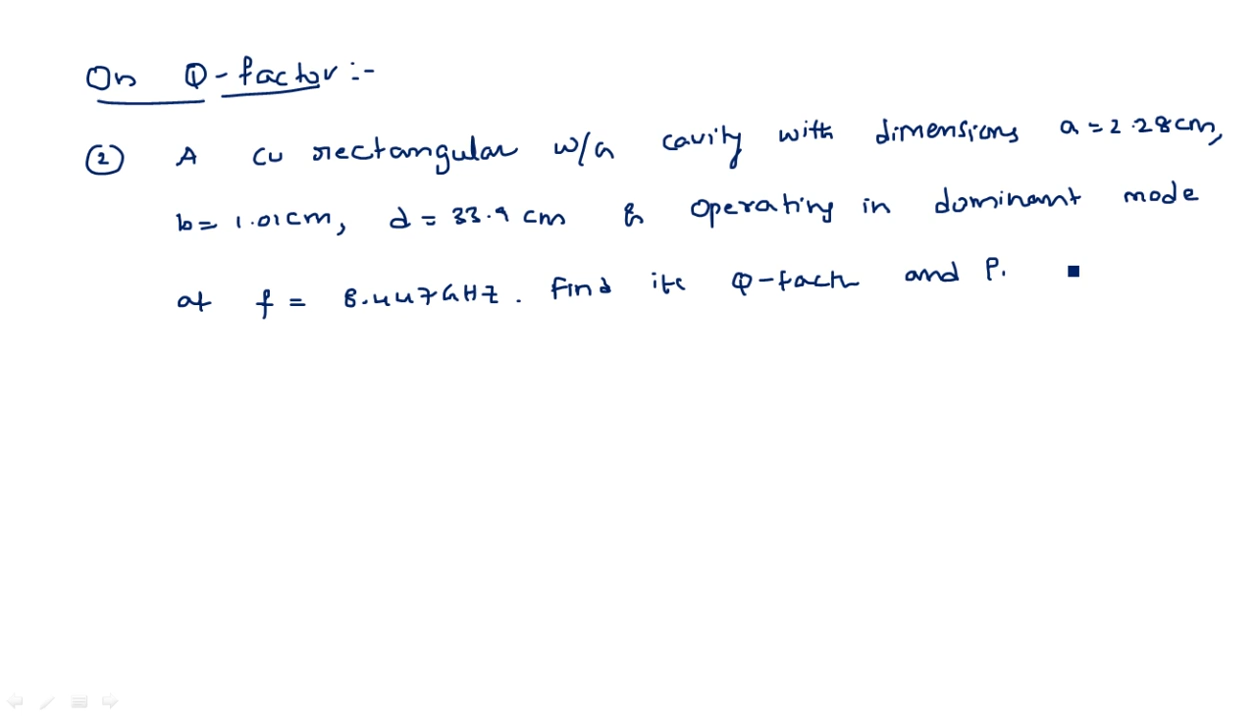 On Q-factor :-
(2) A cu rectangular w/g cavity with dimensions a = 2.28cm,
b = 1.01cm, d = 33.9 cm & operating in dominant mode
at f = 8.447GHz. Find its Q-factor and P.